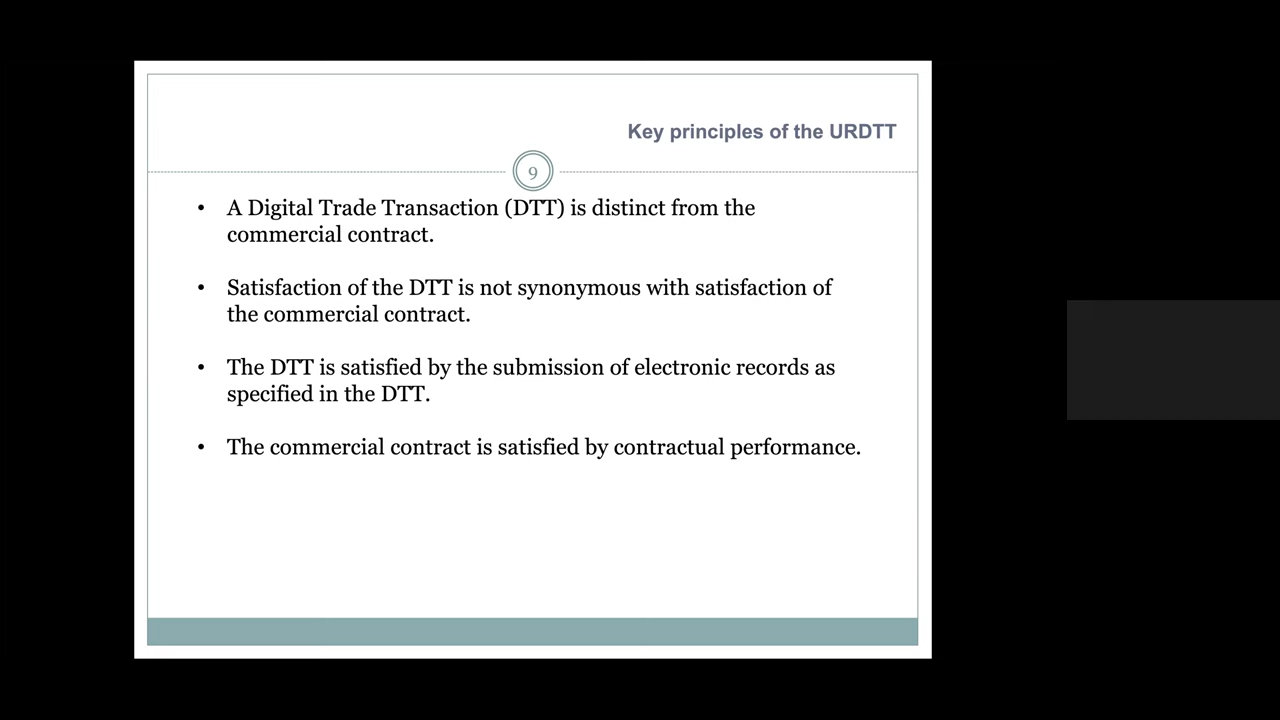 Key principles of the URDTT
9
• A Digital Trade Transaction (DTT) is distinct from the
commercial contract.
• Satisfaction of the DTT is not synonymous with satisfaction of
the commercial contract.
• The DTT is satisfied by the submission of electronic records as
specified in the DTT.
• The commercial contract is satisfied by contractual performance.